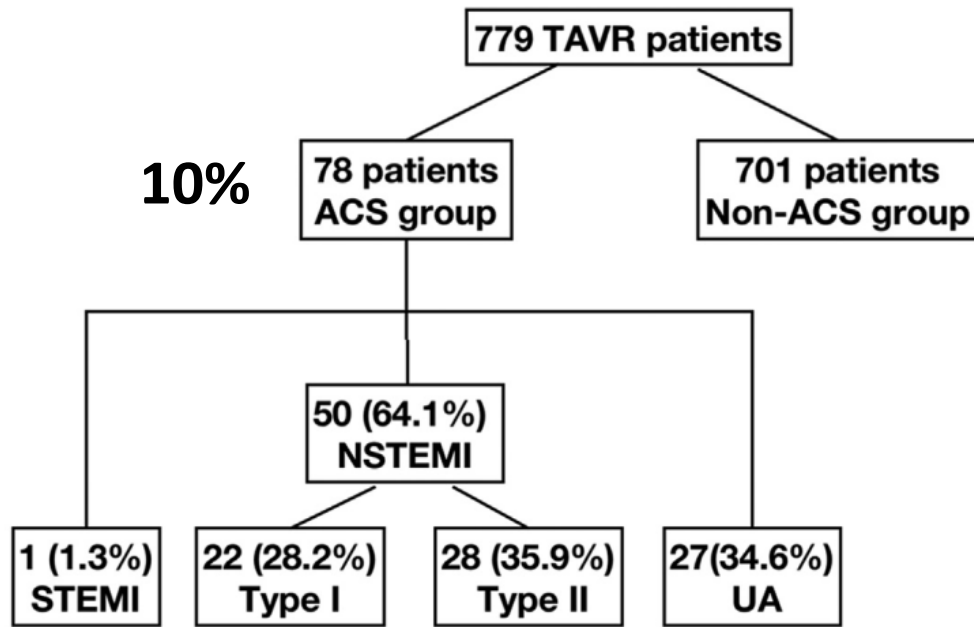 779 TAVR patients
10%
78 patients
ACS group
701 patients
Non-ACS group
50 (64.1%)
NSTEMI
1 (1.3%)
STEMI
22 (28.2%)
Type I
28 (35.9%)
Type II
27(34.6%)
UA